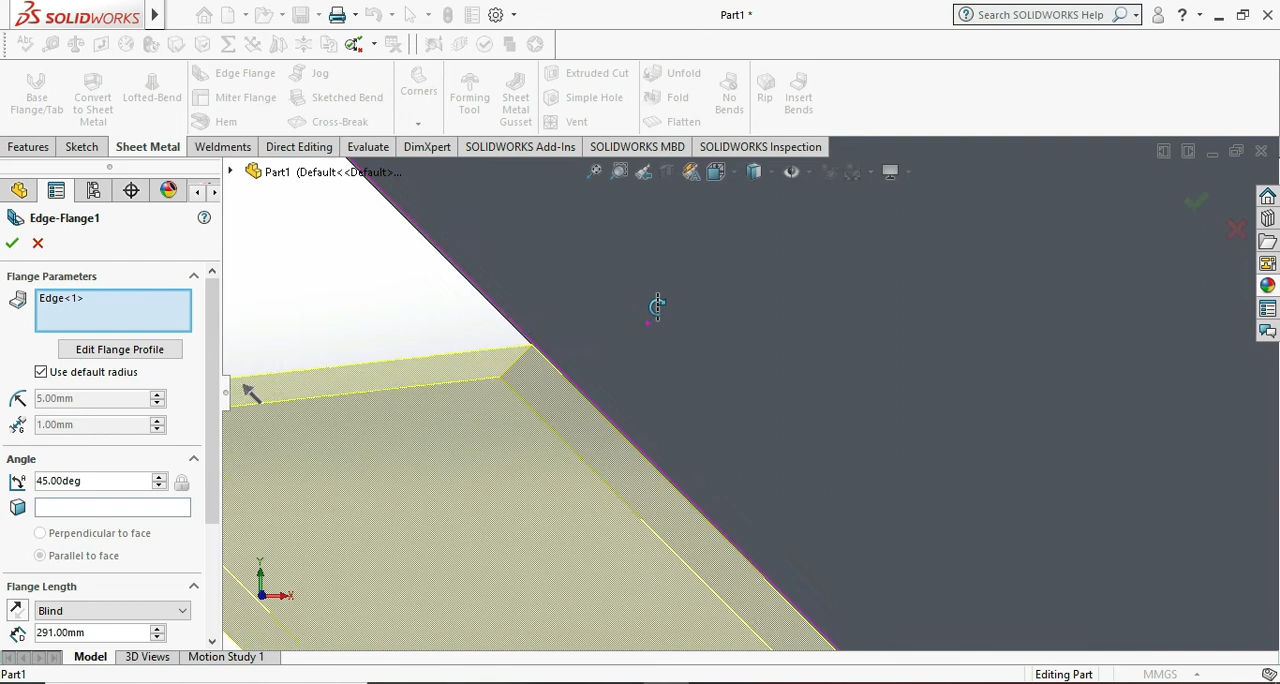 SOLIDWORKS
Part1 *
Search SOLIDWORKS Help
?
Base Flange/Tab
Convert to Sheet Metal
Lofted-Bend
Edge Flange
Miter Flange
Hem
Jog
Sketched Bend
Cross-Break
Corners
Forming Tool
Sheet Metal Gusset
Extruded Cut
Simple Hole
Vent
Unfold
Fold
Flatten
No Bends
Rip
Insert Bends
Features
Sketch
Sheet Metal
Weldments
Direct Editing
Evaluate
DimXpert
SOLIDWORKS Add-Ins
SOLIDWORKS MBD
SOLIDWORKS Inspection
Part1 (Default<<Default>...
Edge-Flange1
Flange Parameters
Edge<1>
Edit Flange Profile
Use default radius
5.00mm
1.00mm
Angle
45.00deg
Perpendicular to face
Parallel to face
Flange Length
Blind
291.00mm
Y
X
Model
3D Views
Motion Study 1
Part1
Editing Part
MMGS